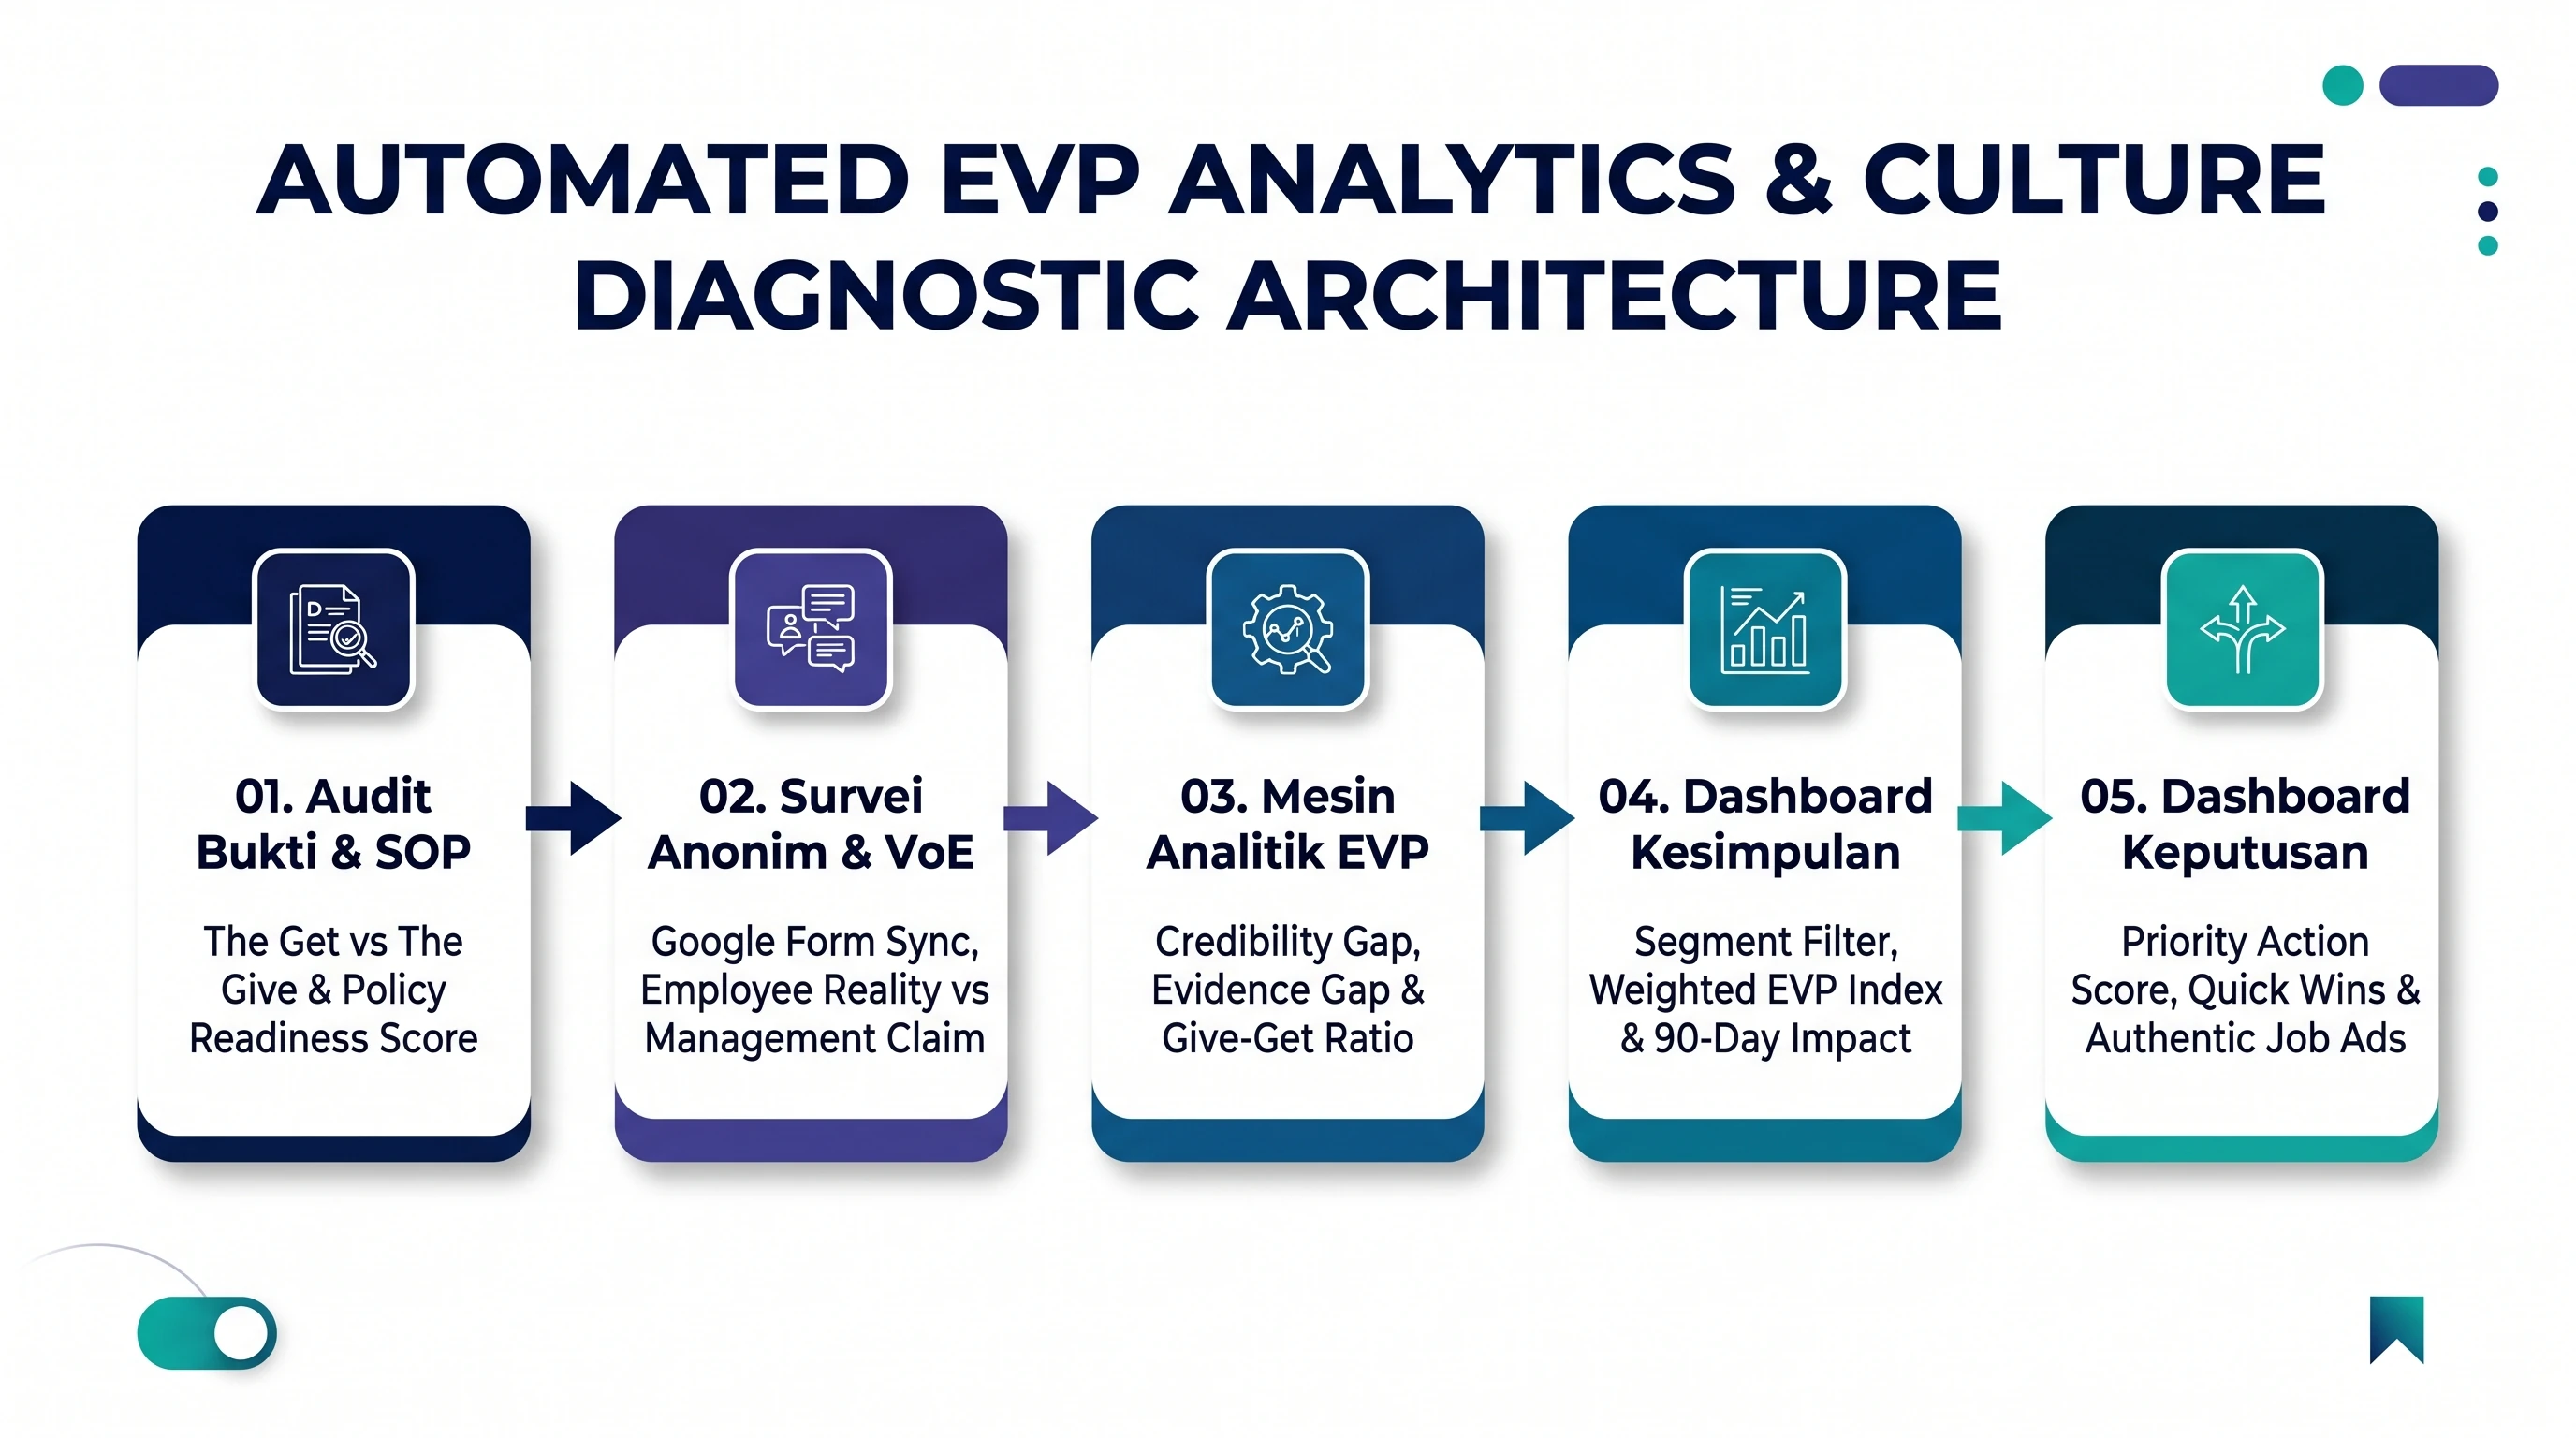 AUTOMATED EVP ANALYTICS & CULTURE
DIAGNOSTIC ARCHITECTURE
01. Audit
Bukti & SOP
The Get vs The
Give & Policy
Readiness Score
02. Survei
Anonim & VoE
Google Form Sync,
Employee Reality vs
Management Claim
03. Mesin
Analitik EVP
Credibility Gap,
Evidence Gap &
Give-Get Ratio
04. Dashboard
Kesimpulan
Segment Filter,
Weighted EVP Index
& 90-Day Impact
05. Dashboard
Keputusan
Priority Action
Score, Quick Wins &
Authentic Job Ads